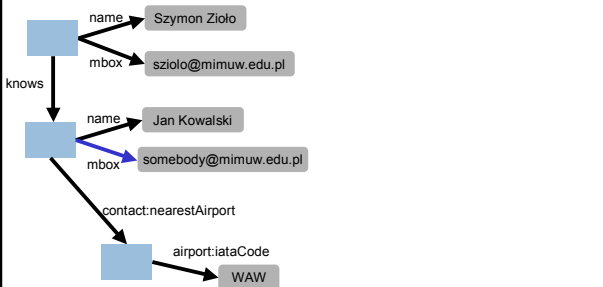 name
Szymon Zioło
mbox
sziolo@mimuw.edu.pl
knows
name
Jan Kowalski
mbox
somebody@mimuw.edu.pl
contact:nearestAirport
airport:iataCode
WAW